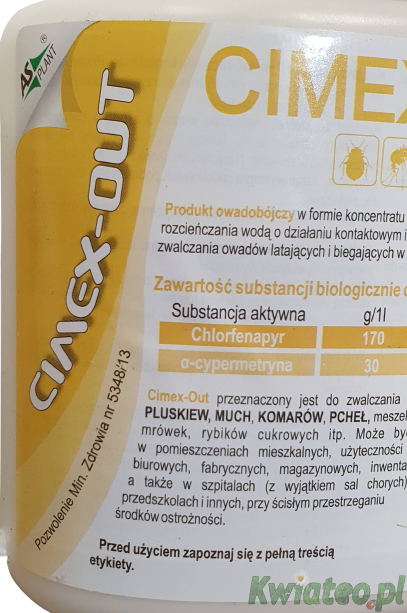 AS
PLANT
®
CIMEX-OUT
Pozwolenie Min. Zdrowia nr 5348/13
CIMEX
Produkt owadobójczy w formie koncentratu
rozcieńczania wodą o działaniu kontaktowym i
zwalczania owadów latających i biegających w
Zawartość substancji biologicznie c
Substancja aktywna g/1l
Chlorfenapyr 170
α-cypermetryna 30
Cimex-Out przeznaczony jest do zwalczania
PLUSKIEW, MUCH, KOMARÓW, PCHEŁ, mesze
mrówek, rybików cukrowych itp. Może by
w pomieszczeniach mieszkalnych, użyteczności
biurowych, fabrycznych, magazynowych, inwenta
a także w szpitalach (z wyjątkiem sal chorych)
przedszkolach i innych, przy ścisłym przestrzeganiu
środków ostrożności.
Przed użyciem zapoznaj się z pełną treścią
etykiety.
Kwiateo.pl